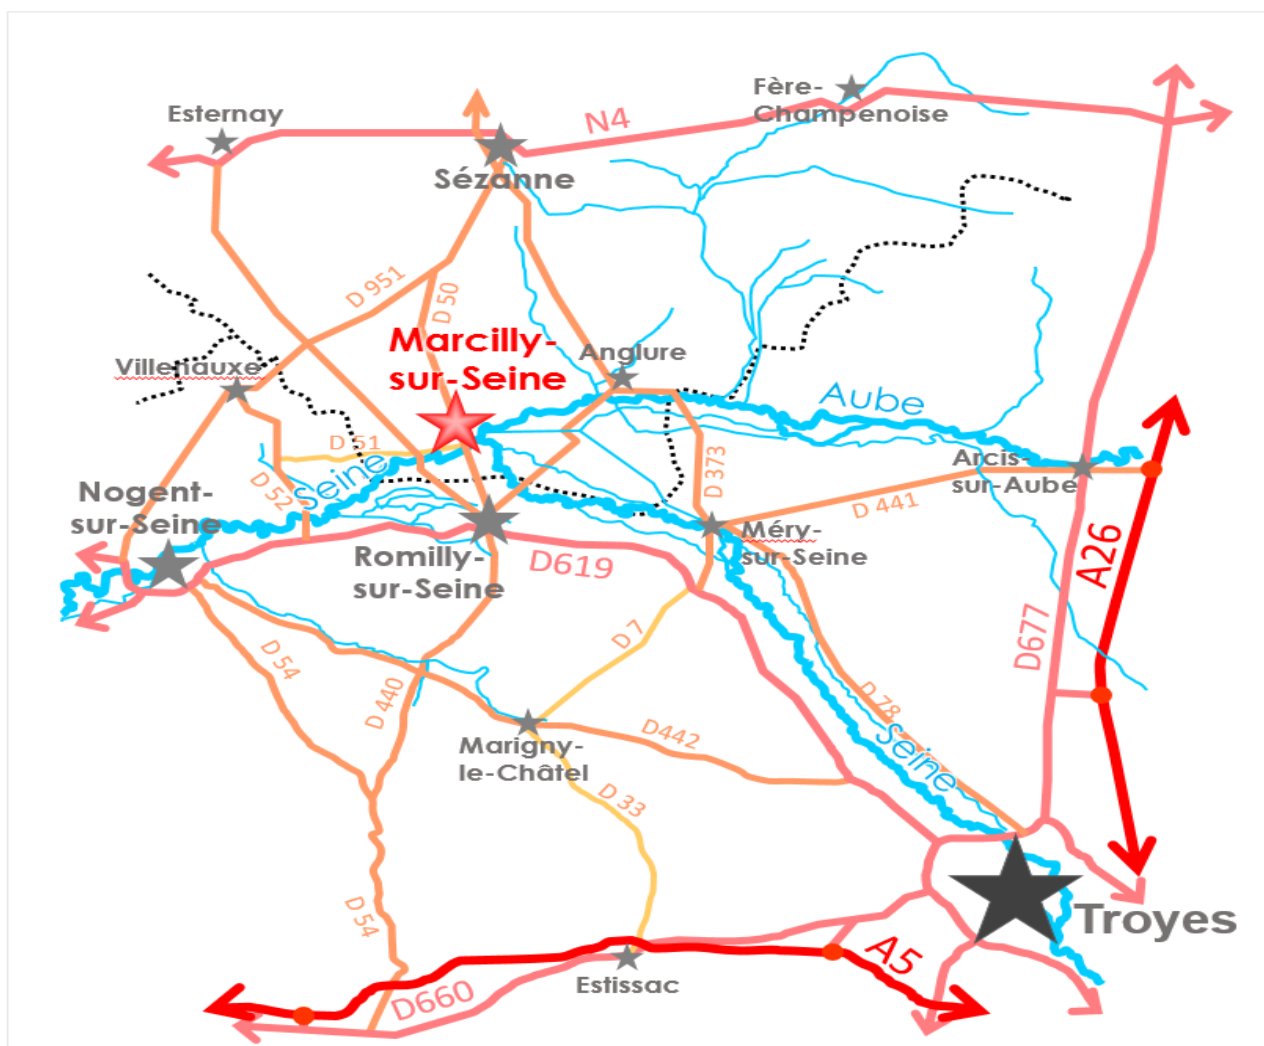 Fère-
Champenoise
Esternay
N4
Sézanne
D 951
D 50
Marcilly-
sur-Seine
Anglure
Villenauxe
Aube
D 51
Seine
D 52
D 373
Arcis-
sur-Aube
D 441
Nogent-
sur-Seine
Romilly-
sur-Seine
D619
Méry-
sur-Seine
A26
D677
D 7
D 54
D 440
D 78
D442
Seine
Marigny-
le-Châtel
D 33
Troyes
D 54
A5
Estissac
D660